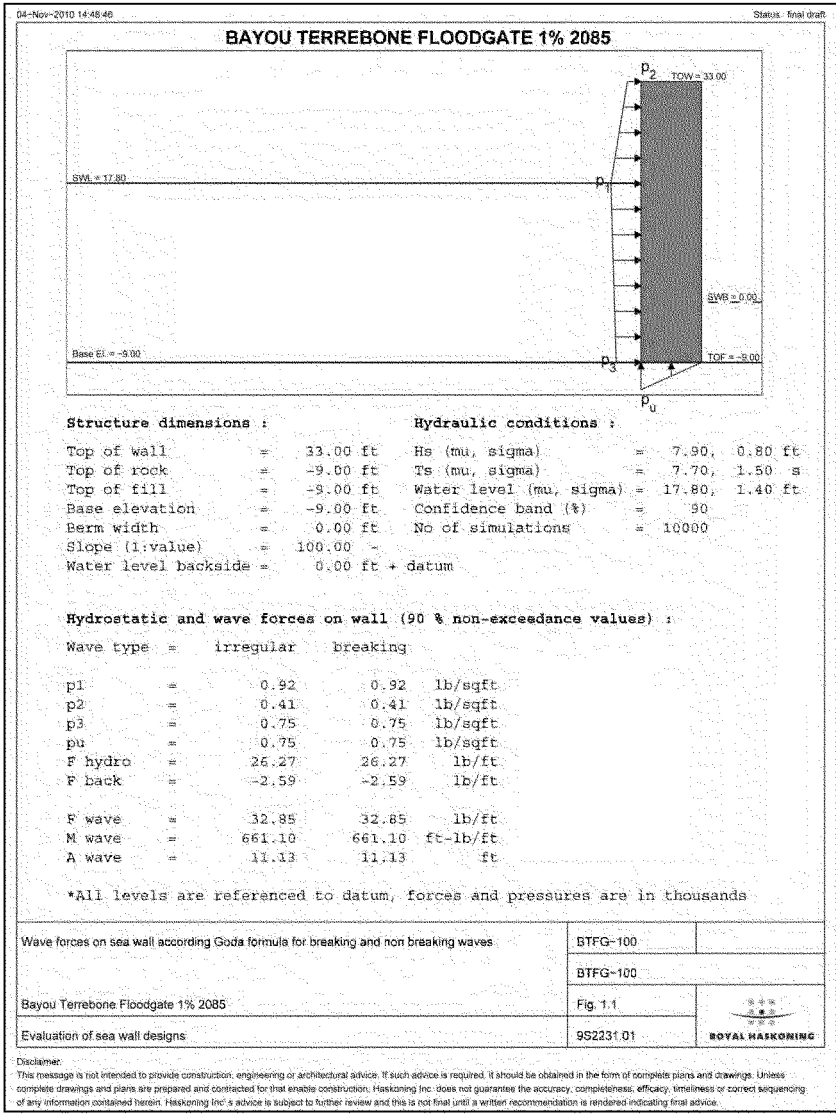 04-Nov-2010 14:48:46 Status: final draft
BAYOU TERREBONE FLOODGATE 1% 2085
p2 TOW = 33.00
SWL = 17.80
p1
SWB = 0.00
Base El. = -9.00
p3
TOF = -9.00
pu
Structure dimensions : Hydraulic conditions :
Top of wall = 33.00 ft Hs (mu, sigma) = 7.90, 0.80 ft
Top of rock = -9.00 ft Ts (mu, sigma) = 7.70, 1.50 s
Top of fill = -9.00 ft Water level (mu, sigma) = 17.80, 1.40 ft
Base elevation = -9.00 ft Confidence band (%) = 90
Berm width = 0.00 ft No of simulations = 10000
Slope (1:value) = 100.00 -
Water level backside = 0.00 ft + datum
Hydrostatic and wave forces on wall (90 % non-exceedance values) :
Wave type = irregular breaking
p1 = 0.92 0.92 lb/sqft
p2 = 0.41 0.41 lb/sqft
p3 = 0.75 0.75 lb/sqft
pu = 0.75 0.75 lb/sqft
F hydro = 26.27 26.27 lb/ft
F back = -2.59 -2.59 lb/ft
F wave = 32.85 32.85 lb/ft
M wave = 661.10 661.10 ft-lb/ft
A wave = 11.13 11.13 ft
*All levels are referenced to datum, forces and pressures are in thousands
Wave forces on sea wall according Goda formula for breaking and non breaking waves BTFG-100
BTFG-100
Bayou Terrebone Floodgate 1% 2085 Fig. 1.1
Evaluation of sea wall designs 9S2231.01 ROYAL HASKONING
Disclaimer:
This message is not intended to provide construction, engineering or architectural advice. If such advice is required, it should be obtained in the form of complete plans and drawings. Unless
complete drawings and plans are prepared and contracted for that enable construction, Haskoning Inc. does not guarantee the accuracy, completeness, efficacy, timeliness or correct sequencing
of any information contained herein. Haskoning Inc' s advice is subject to further review and this is not final until a written recommendation is rendered indicating final advice.